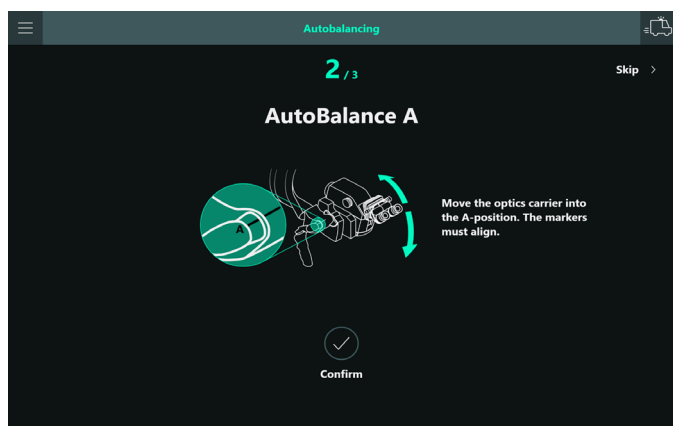 Autobalancing
2 / 3
Skip
AutoBalance A
A
Move the optics carrier into
the A-position. The markers
must align.
Confirm